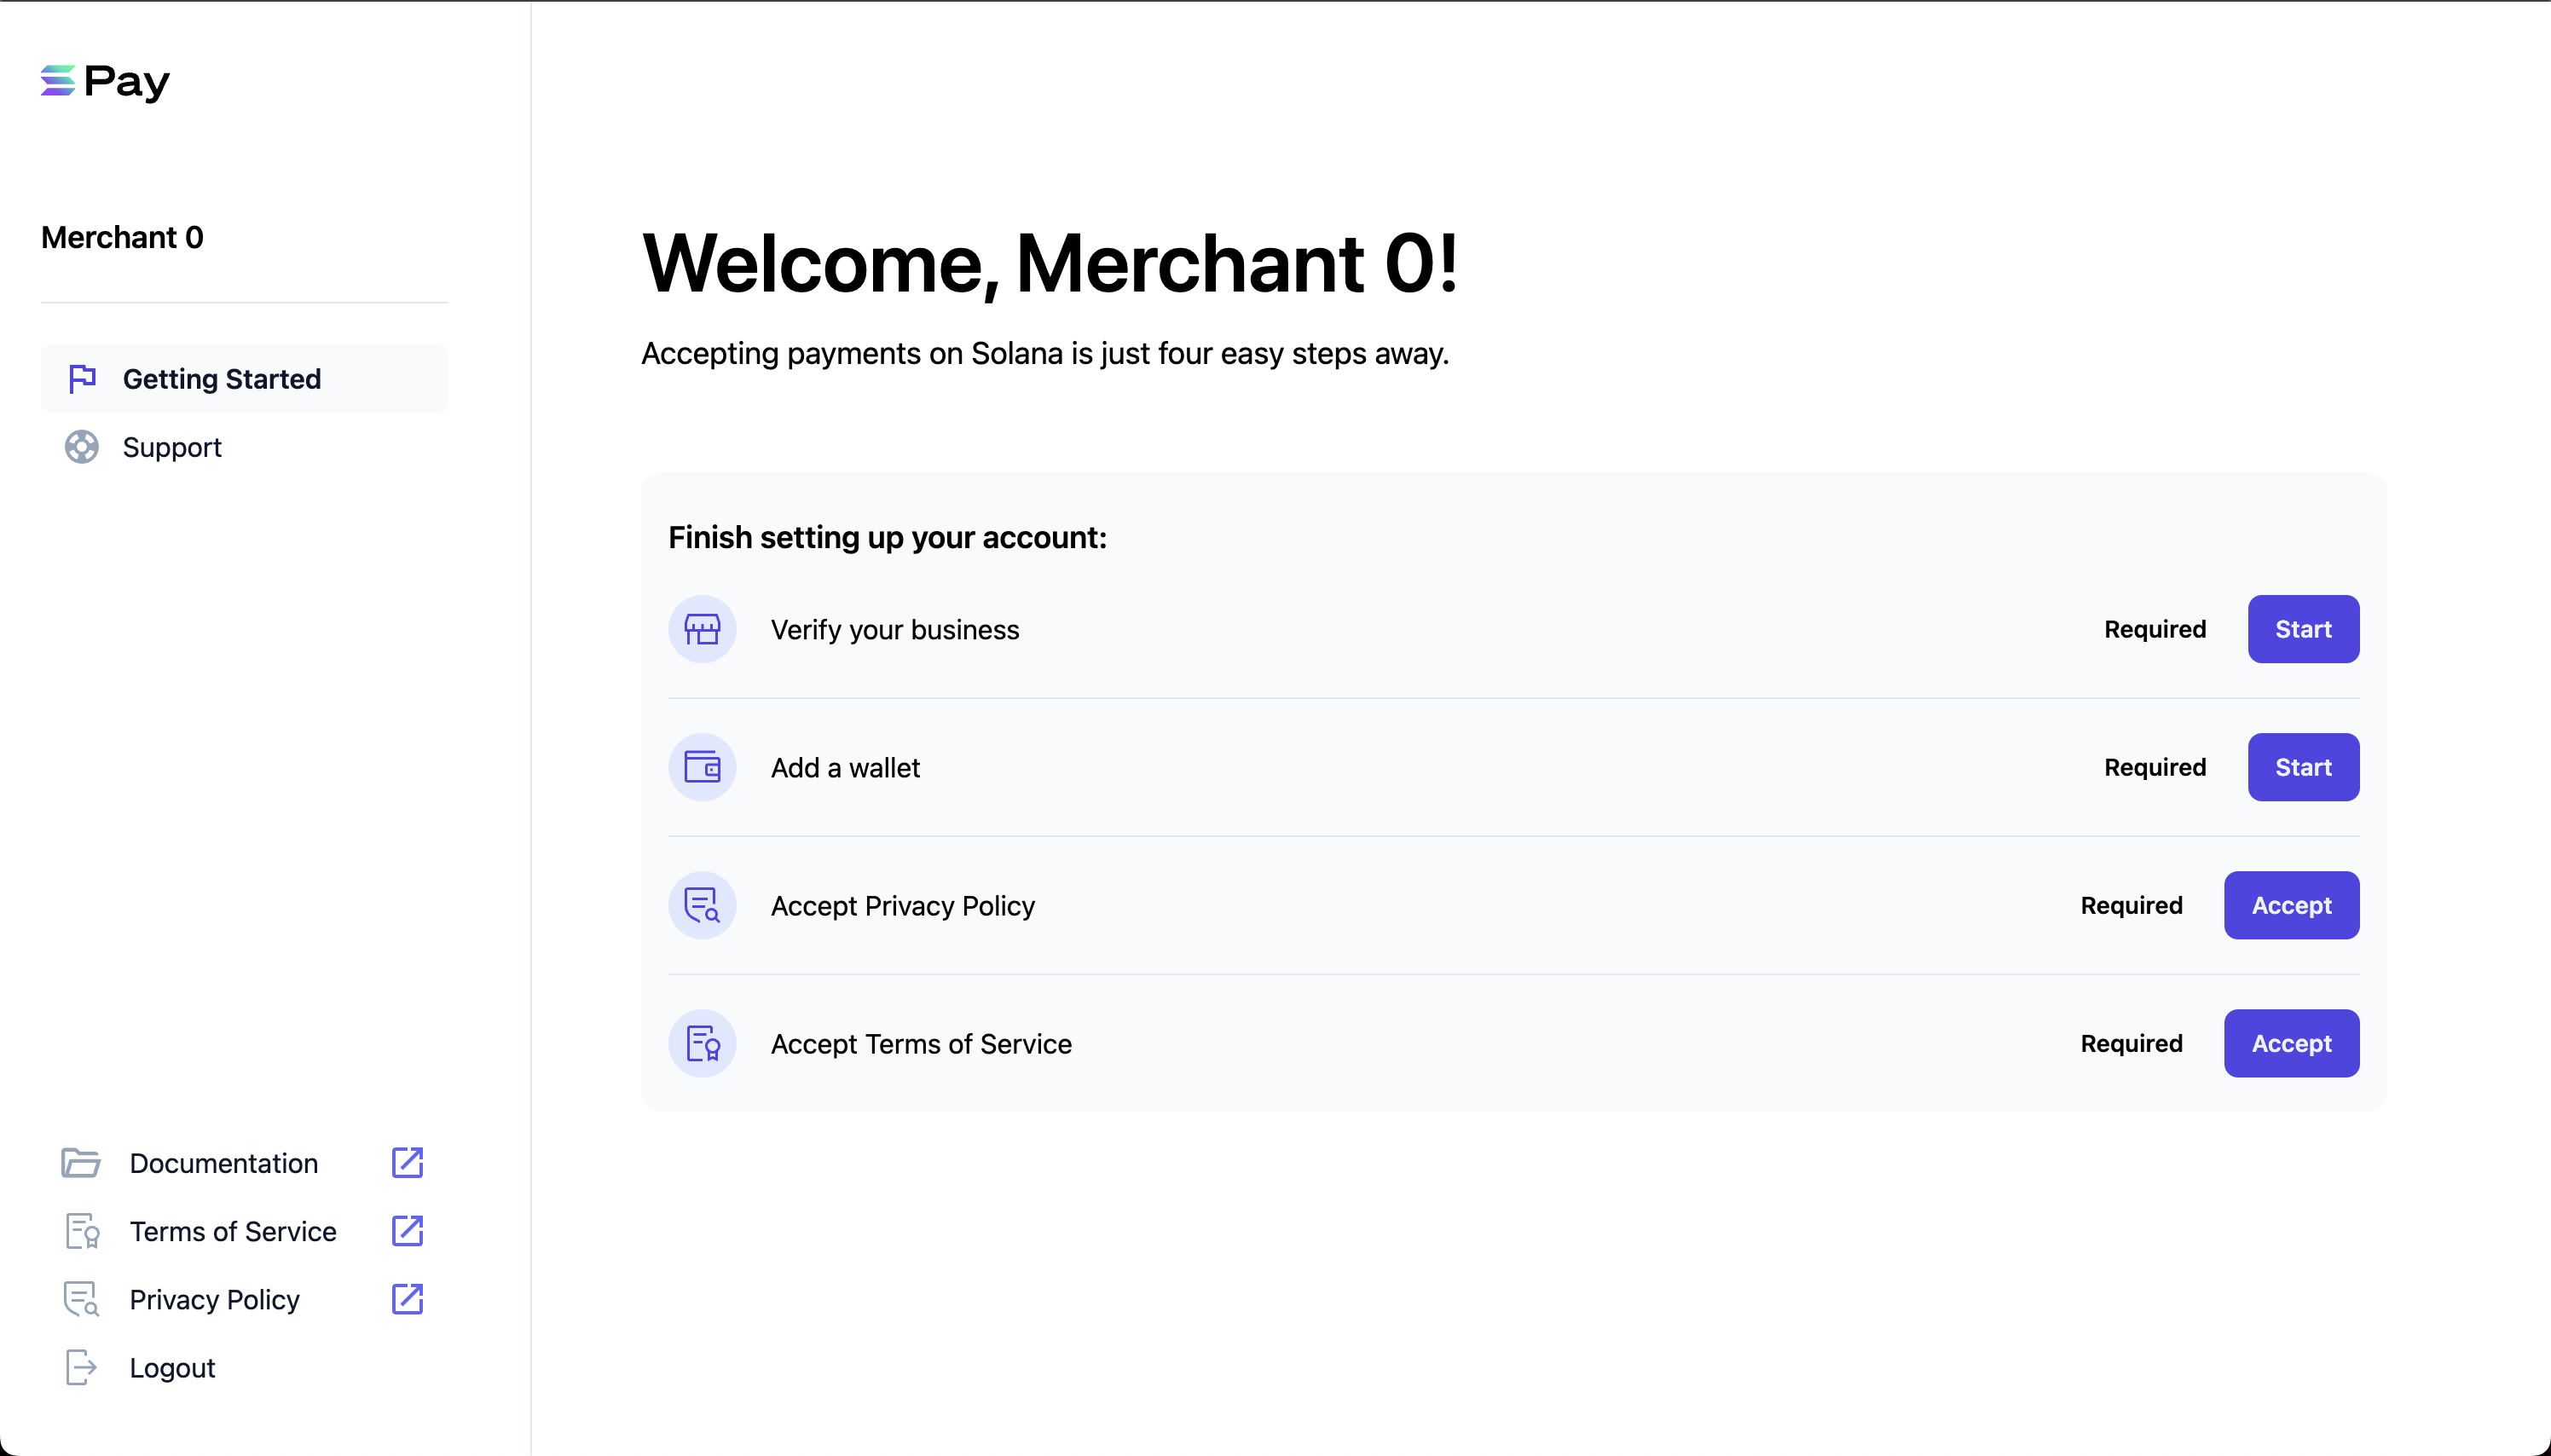 Pay
Merchant 0
Getting Started
Support
Documentation
Terms of Service
Privacy Policy
Logout
Welcome, Merchant 0!
Accepting payments on Solana is just four easy steps away.
Finish setting up your account:
Verify your business Required Start
Add a wallet Required Start
Accept Privacy Policy Required Accept
Accept Terms of Service Required Accept